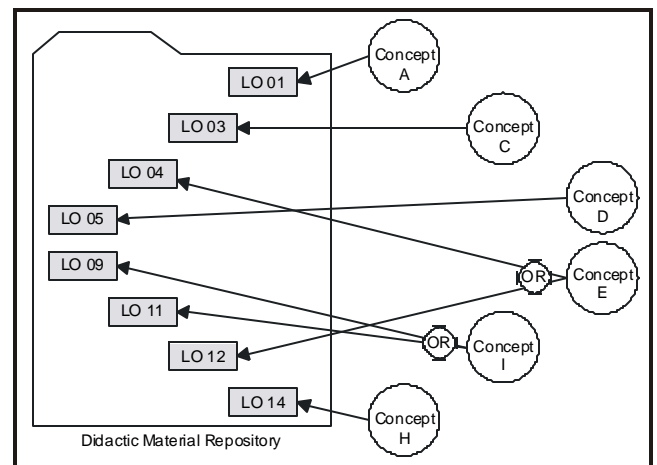 LO 01
Concept
A
LO 03
Concept
C
LO 04
Concept
D
LO 05
LO 09
OR
Concept
E
LO 11
OR
Concept
I
LO 12
LO 14
Concept
H
Didactic Material Repository